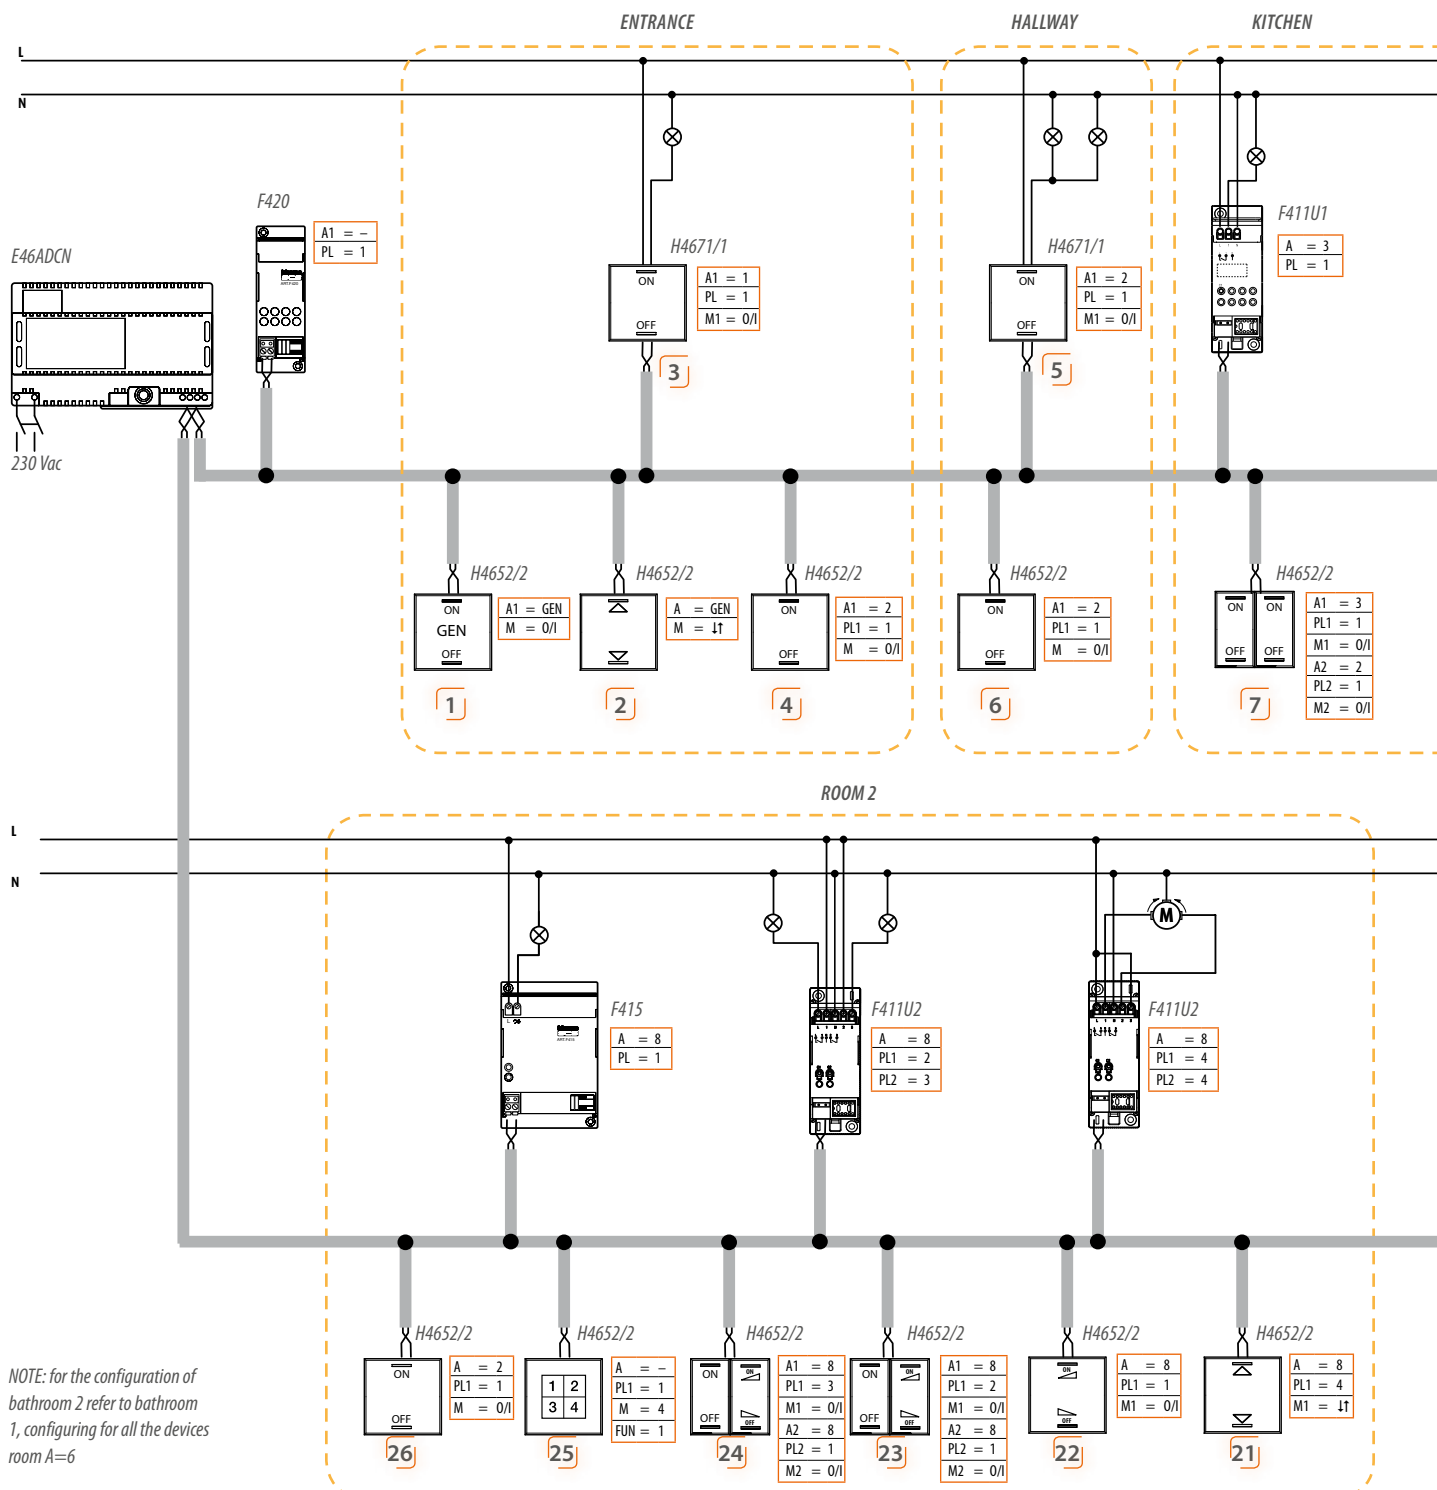 ENTRANCE
HALLWAY
KITCHEN
L
N
F420
A1 = –
PL = 1
E46ADCN
230 Vac
H4671/1
ON
OFF
A1 = 1
PL = 1
M1 = 0/I
3
H4671/1
ON
OFF
A1 = 2
PL = 1
M1 = 0/I
5
F411U1
A = 3
PL = 1
H4652/2
ON
GEN
OFF
A1 = GEN
M = 0/I
1
H4652/2
A = GEN
M = ↓↑
2
H4652/2
ON
OFF
A1 = 2
PL1 = 1
M = 0/I
4
H4652/2
ON
OFF
A1 = 2
PL1 = 1
M = 0/I
6
H4652/2
ON ON
OFF OFF
A1 = 3
PL1 = 1
M1 = 0/I
A2 = 2
PL2 = 1
M2 = 0/I
7
ROOM 2
L
N
M
F415
A = 8
PL = 1
F411U2
A = 8
PL1 = 2
PL2 = 3
F411U2
A = 8
PL1 = 4
PL2 = 4
H4652/2
ON
OFF
A = 2
PL1 = 1
M = 0/I
26
H4652/2
1 2
3 4
A = –
PL1 = 1
M = 4
FUN = 1
25
H4652/2
ON ON
OFF OFF
A1 = 8
PL1 = 3
M1 = 0/I
A2 = 8
PL2 = 1
M2 = 0/I
24
H4652/2
ON ON
OFF OFF
A1 = 8
PL1 = 2
M1 = 0/I
A2 = 8
PL2 = 1
M2 = 0/I
23
H4652/2
ON
OFF
A = 8
PL1 = 1
M1 = 0/I
22
H4652/2
A = 8
PL1 = 4
M1 = ↓↑
21
NOTE: for the configuration of
bathroom 2 refer to bathroom
1, configuring for all the devices
room A=6